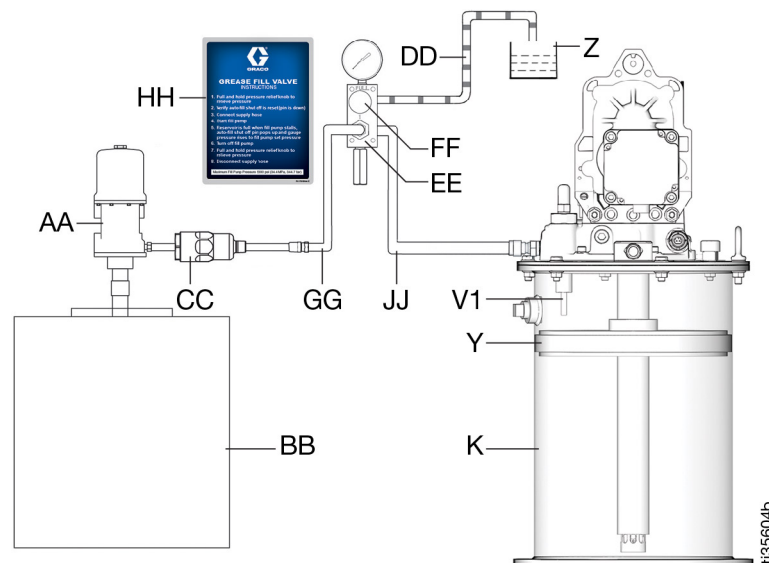 DD
Z
HH
GRACO
GREASE FILL VALVE
INSTRUCTIONS
1. Pull and hold pressure relief knob to
relieve pressure
2. Verify auto-fill shut off is reset (pin is down)
3. Connect supply hose
4. Start fill pump
5. Reservoir is full when fill pump stalls,
auto-fill shut off pin pops up and gauge
pressure rises to fill pump set pressure
6. Turn off fill pump
7. Pull and hold pressure relief knob to
relieve pressure
8. Disconnect supply hose
FF
EE
AA
CC
GG
JJ
V1
Y
BB
K
ti35604b